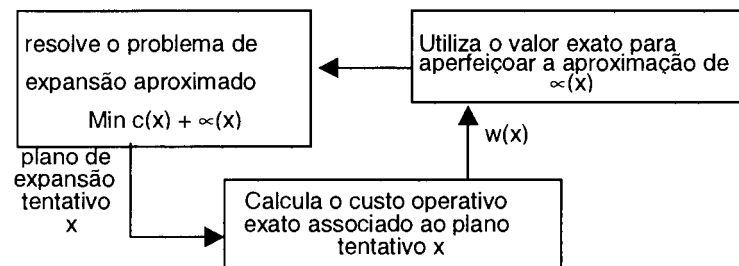 resolve o problema de
expansão aproximado
Min c(x) + ∝(x)
plano de
expansão
tentativo
x
Calcula o custo operativo
exato associado ao plano
tentativo x
w(x)
Utiliza o valor exato para
aperfeiçoar a aproximação de
∝(x)